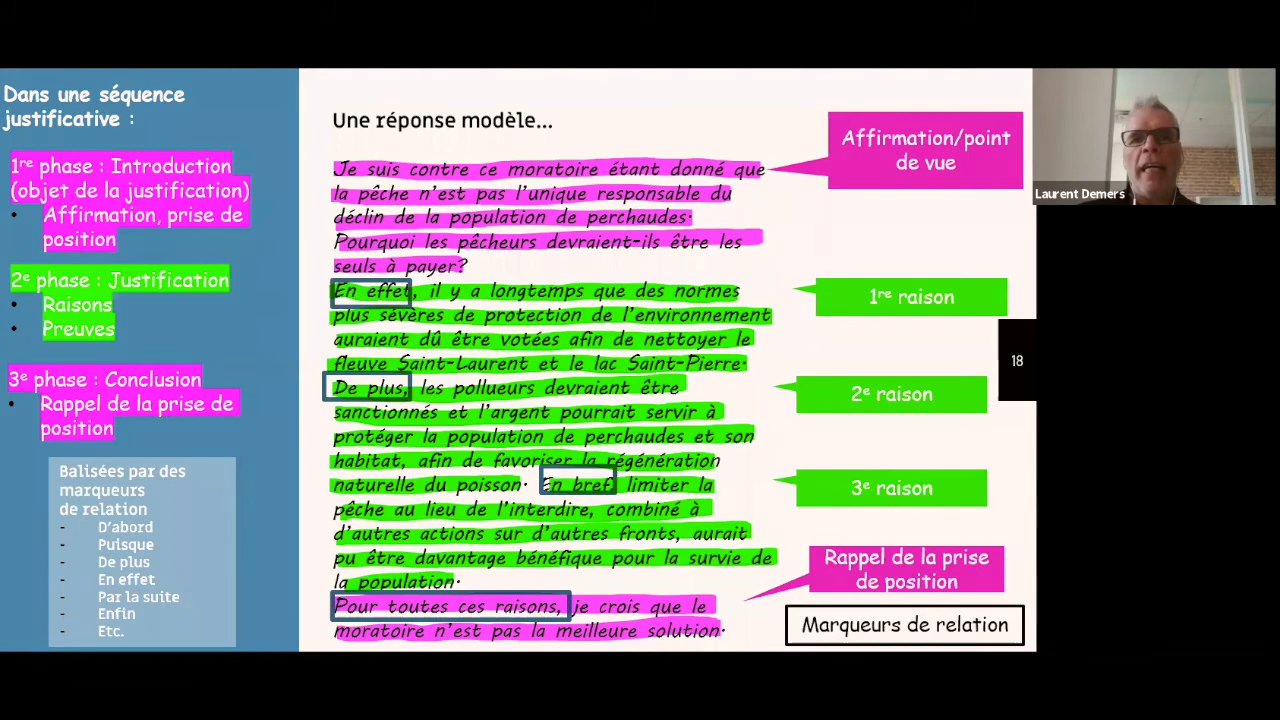 Dans une séquence
justificative :
1re phase : Introduction
(objet de la justification)
• Affirmation, prise de
position
2e phase : Justification
• Raisons
• Preuves
3e phase : Conclusion
• Rappel de la prise de
position
Balisées par des
marqueurs
de relation
- D'abord
- Puisque
- De plus
- En effet
- Par la suite
- Enfin
- Etc.
Une réponse modèle...
Je suis contre ce moratoire étant donné que
la pêche n'est pas l'unique responsable du
déclin de la population de perchaudes.
Pourquoi les pêcheurs devraient-ils être les
seuls à payer?
En effet, il y a longtemps que des normes
plus sévères de protection de l'environnement
auraient dû être votées afin de nettoyer le
fleuve Saint-Laurent et le lac Saint-Pierre.
De plus, les pollueurs devraient être
sanctionnés et l'argent pourrait servir à
protéger la population de perchaudes et son
habitat, afin de favoriser la régénération
naturelle du poisson. En bref, limiter la
pêche au lieu de l'interdire, combiné à
d'autres actions sur d'autres fronts, aurait
pu être davantage bénéfique pour la survie de
la population.
Pour toutes ces raisons, je crois que le
moratoire n'est pas la meilleure solution.
Affirmation/point
de vue
1re raison
2e raison
3e raison
Rappel de la prise
de position
Marqueurs de relation
18
Laurent Demers